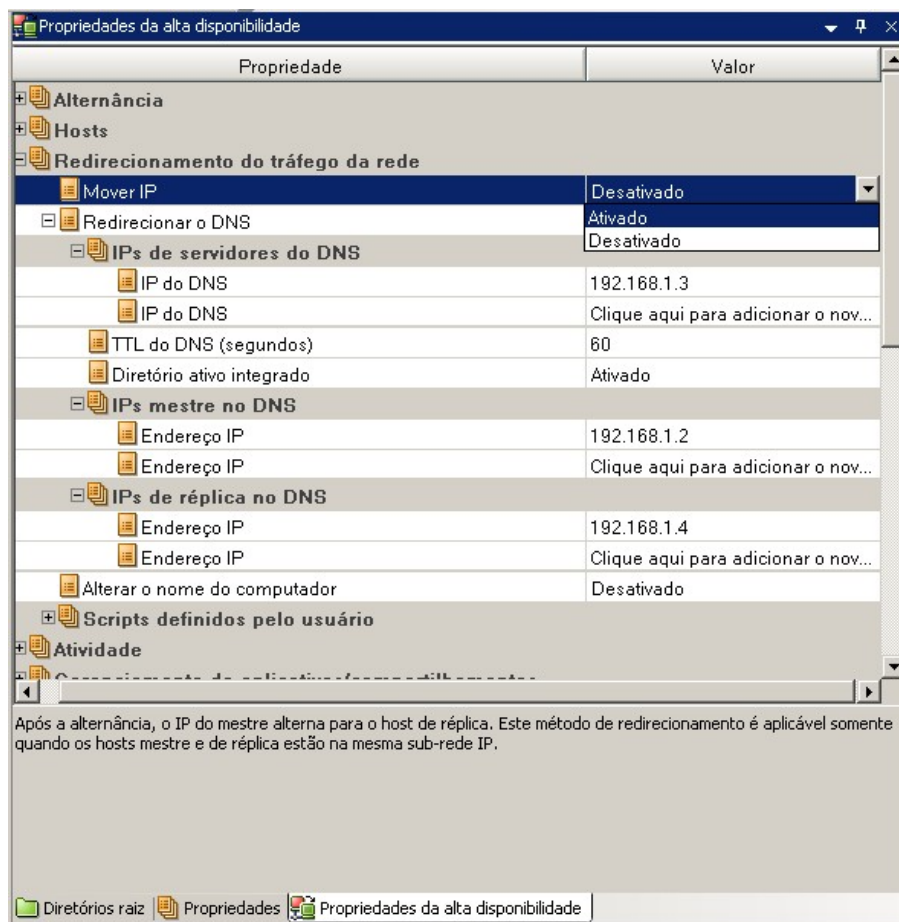 Propriedades da alta disponibilidade
Propriedade Valor
Alternância
Hosts
Redirecionamento do tráfego da rede
Mover IP Desativado
Ativado
Redirecionar o DNS
Desativado
IPs de servidores do DNS
IP do DNS 192.168.1.3
IP do DNS Clique aqui para adicionar o nov...
TTL do DNS (segundos) 60
Diretório ativo integrado Ativado
IPs mestre no DNS
Endereço IP 192.168.1.2
Endereço IP Clique aqui para adicionar o nov...
IPs de réplica no DNS
Endereço IP 192.168.1.4
Endereço IP Clique aqui para adicionar o nov...
Alterar o nome do computador Desativado
Scripts definidos pelo usuário
Atividade
Após a alternância, o IP do mestre alterna para o host de réplica. Este método de redirecionamento é aplicável somente
quando os hosts mestre e de réplica estão na mesma sub-rede IP.
Diretórios raiz Propriedades Propriedades da alta disponibilidade